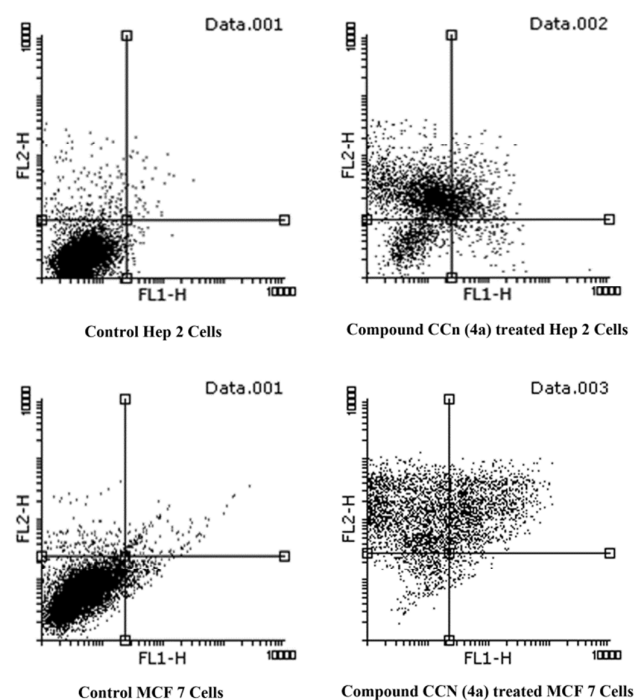 Data.001
FL2-H
FL1-H
Control Hep 2 Cells
Data.002
FL2-H
FL1-H
Compound CCn (4a) treated Hep 2 Cells
Data.001
FL2-H
FL1-H
Control MCF 7 Cells
Data.003
FL2-H
FL1-H
Compound CCN (4a) treated MCF 7 Cells